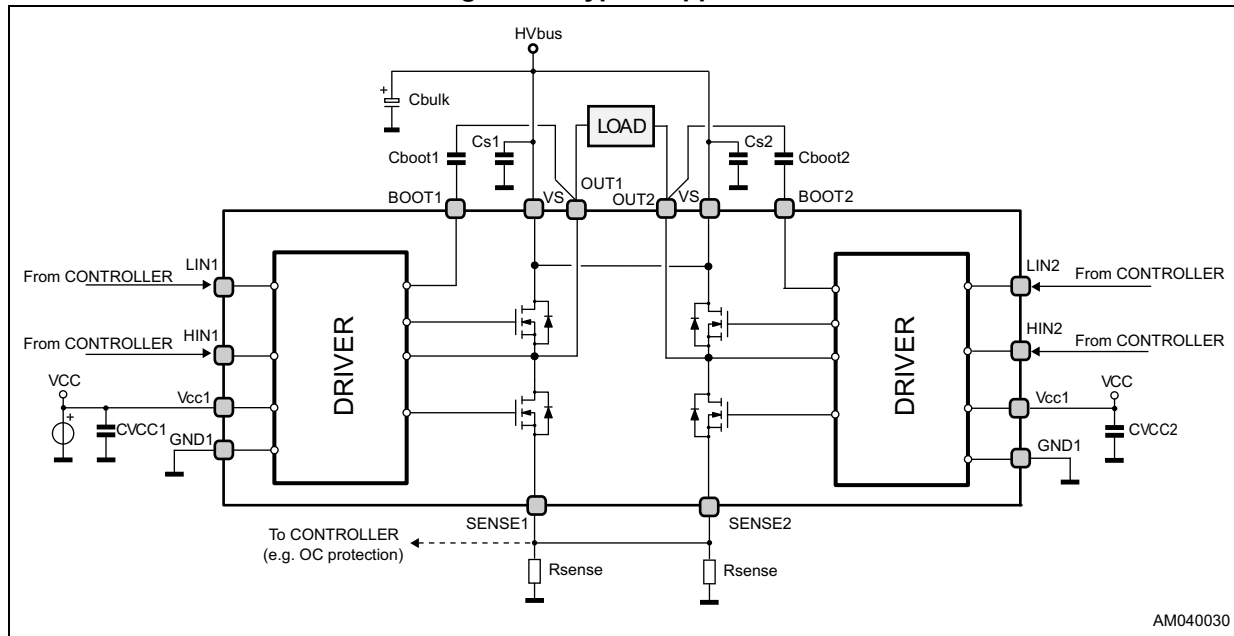 HVbus
Cbulk
LOAD
Cs1
Cs2
Cboot1
Cboot2
OUT1
OUT2
BOOT1
VS
VS
BOOT2
LIN1
From CONTROLLER
LIN2
From CONTROLLER
HIN1
From CONTROLLER
HIN2
From CONTROLLER
DRIVER
DRIVER
VCC
Vcc1
Vcc1
VCC
CVCC1
CVCC2
GND1
GND1
SENSE1
SENSE2
To CONTROLLER
(e.g. OC protection)
Rsense
Rsense
AM040030